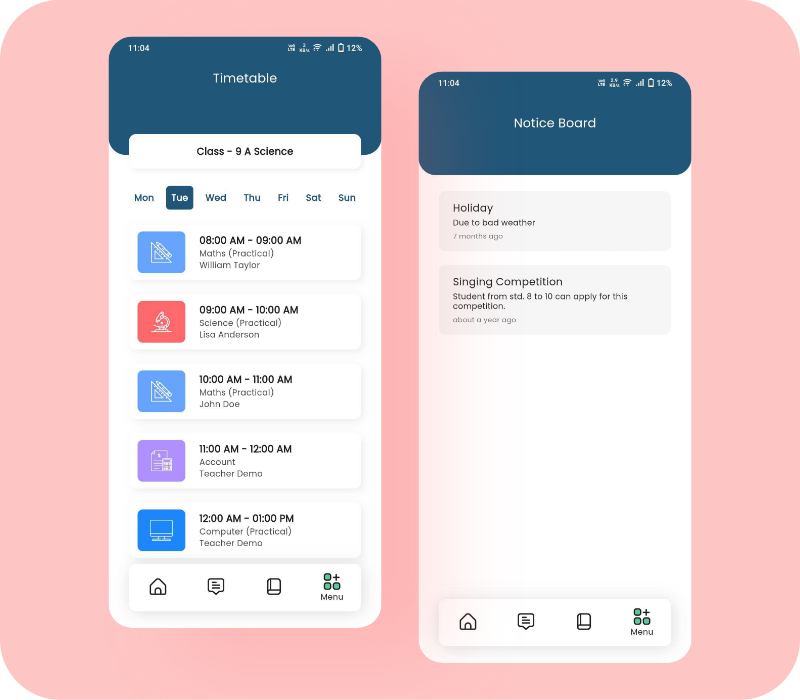 11:04
12%
Timetable
Class - 9 A Science
Mon Tue Wed Thu Fri Sat Sun
08:00 AM - 09:00 AM
Maths (Practical)
William Taylor
09:00 AM - 10:00 AM
Science (Practical)
Lisa Anderson
10:00 AM - 11:00 AM
Maths (Practical)
John Doe
11:00 AM - 12:00 AM
Account
Teacher Demo
12:00 AM - 01:00 PM
Computer (Practical)
Teacher Demo
Menu
11:04
12%
Notice Board
Holiday
Due to bad weather
7 months ago
Singing Competition
Student from std. 8 to 10 can apply for this
competition.
about a year ago
Menu